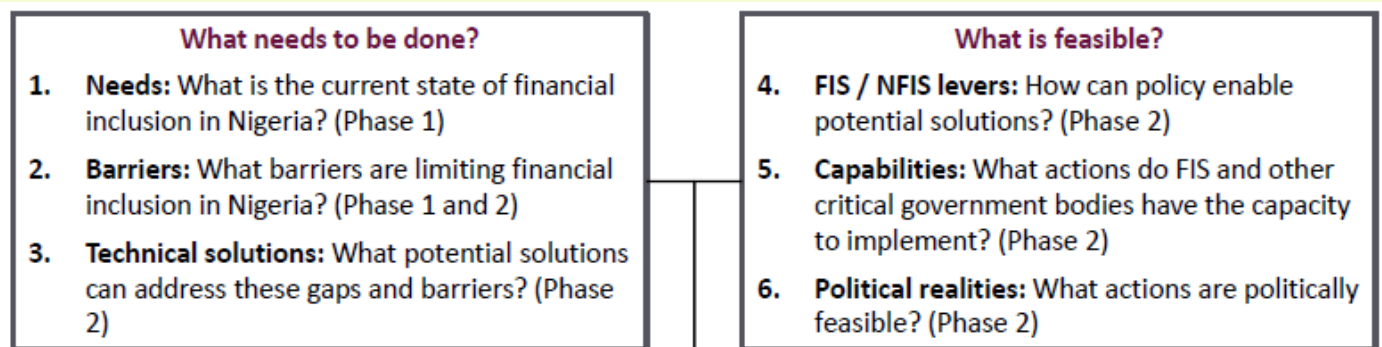 What needs to be done?
1. Needs: What is the current state of financial
inclusion in Nigeria? (Phase 1)
2. Barriers: What barriers are limiting financial
inclusion in Nigeria? (Phase 1 and 2)
3. Technical solutions: What potential solutions
can address these gaps and barriers? (Phase
2)
What is feasible?
4. FIS / NFIS levers: How can policy enable
potential solutions? (Phase 2)
5. Capabilities: What actions do FIS and other
critical government bodies have the capacity
to implement? (Phase 2)
6. Political realities: What actions are politically
feasible? (Phase 2)